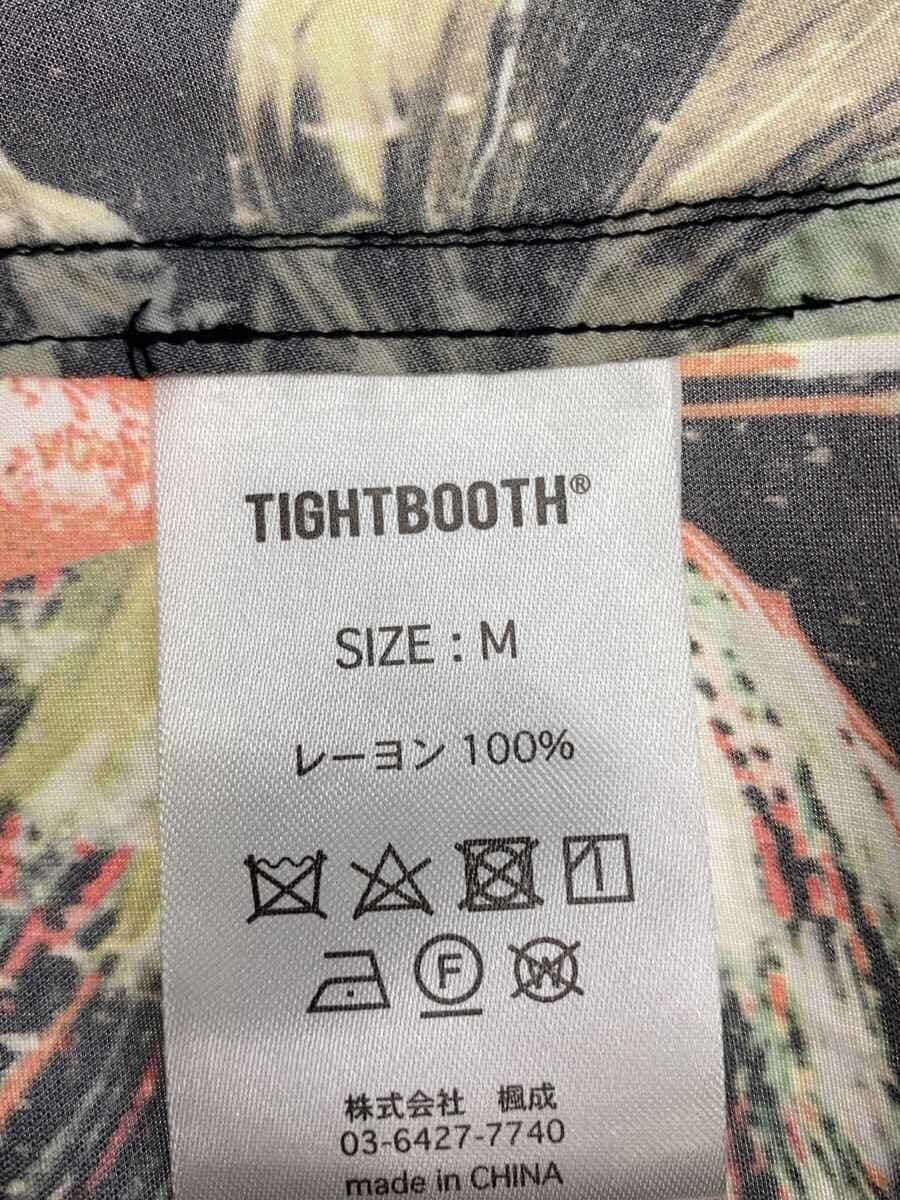 TIGHTBOOTH®
SIZE : M
レーヨン 100%
F
W
株式会社 楓成
03-6427-7740
made in CHINA